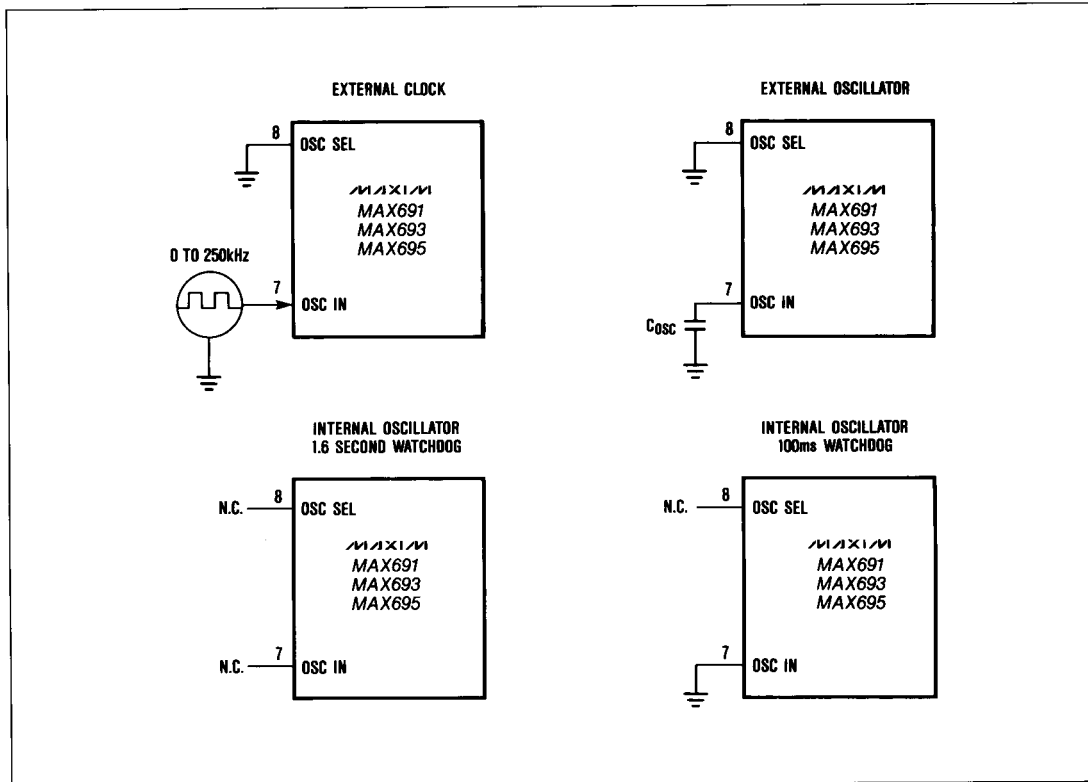 EXTERNAL CLOCK
8
OSC SEL
MAXIM
MAX691
MAX693
MAX695
0 TO 250kHz
7
OSC IN
EXTERNAL OSCILLATOR
8
OSC SEL
MAXIM
MAX691
MAX693
MAX695
7
OSC IN
COSC
INTERNAL OSCILLATOR
1.6 SECOND WATCHDOG
N.C.
8
OSC SEL
MAXIM
MAX691
MAX693
MAX695
N.C.
7
OSC IN
INTERNAL OSCILLATOR
100ms WATCHDOG
N.C.
8
OSC SEL
MAXIM
MAX691
MAX693
MAX695
7
OSC IN